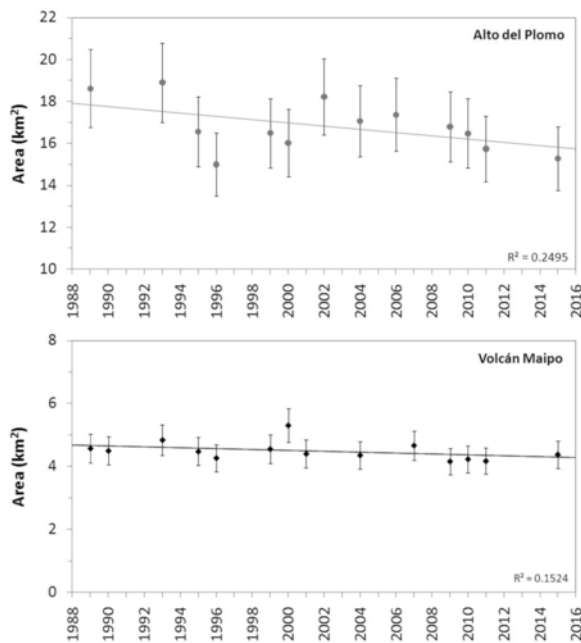 22
Alto del Plomo
20
18
16
14
12
10
Area (km²)
R² = 0.2495
1988 1990 1992 1994 1996 1998 2000 2002 2004 2006 2008 2010 2012 2014 2016
8
Volcán Maipo
6
4
2
0
Area (km²)
R² = 0.1524
1988 1990 1992 1994 1996 1998 2000 2002 2004 2006 2008 2010 2012 2014 2016